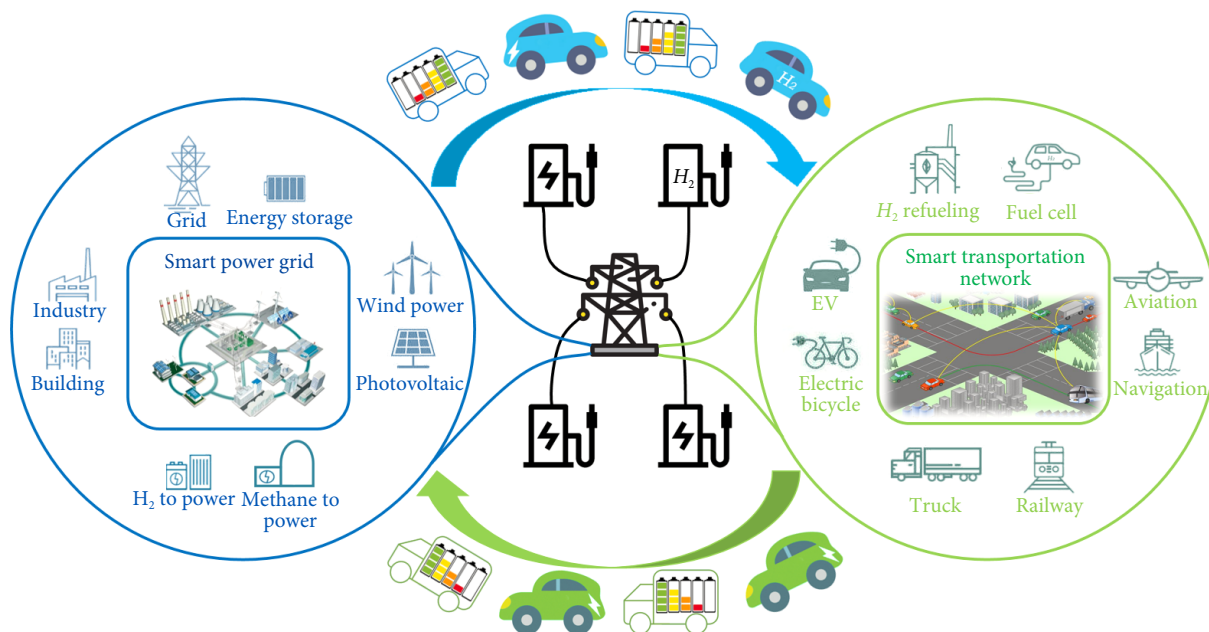 H2
H2
Grid
Energy storage
Smart power grid
Industry
Building
Wind power
Photovoltaic
H2 to power
Methane to
power
H2 refueling
H2
Fuel cell
Smart transportation
network
EV
Electric
bicycle
Aviation
Navigation
Truck
Railway